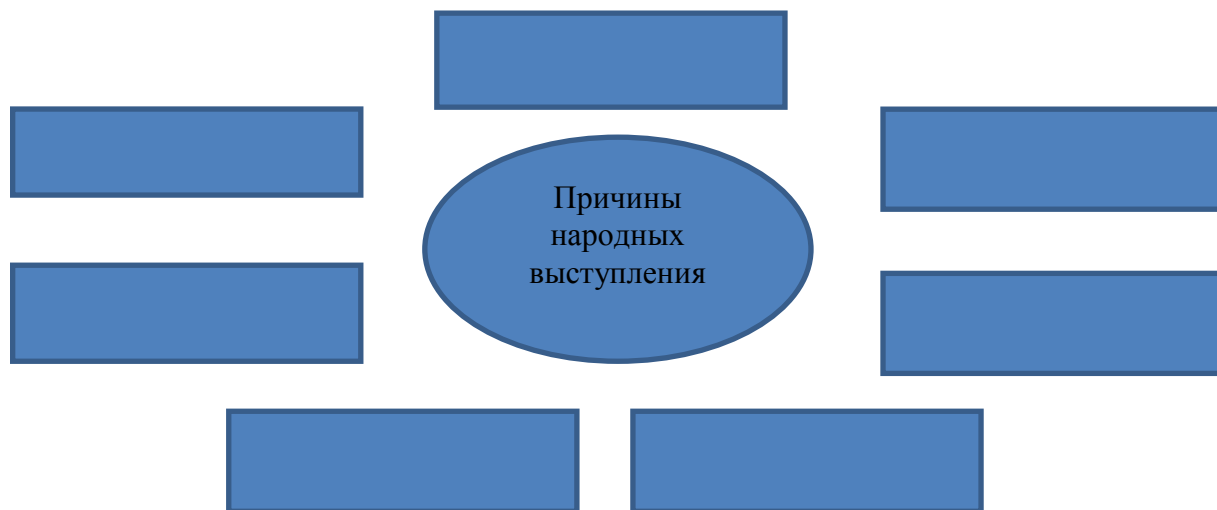 Причины
народных
выступления